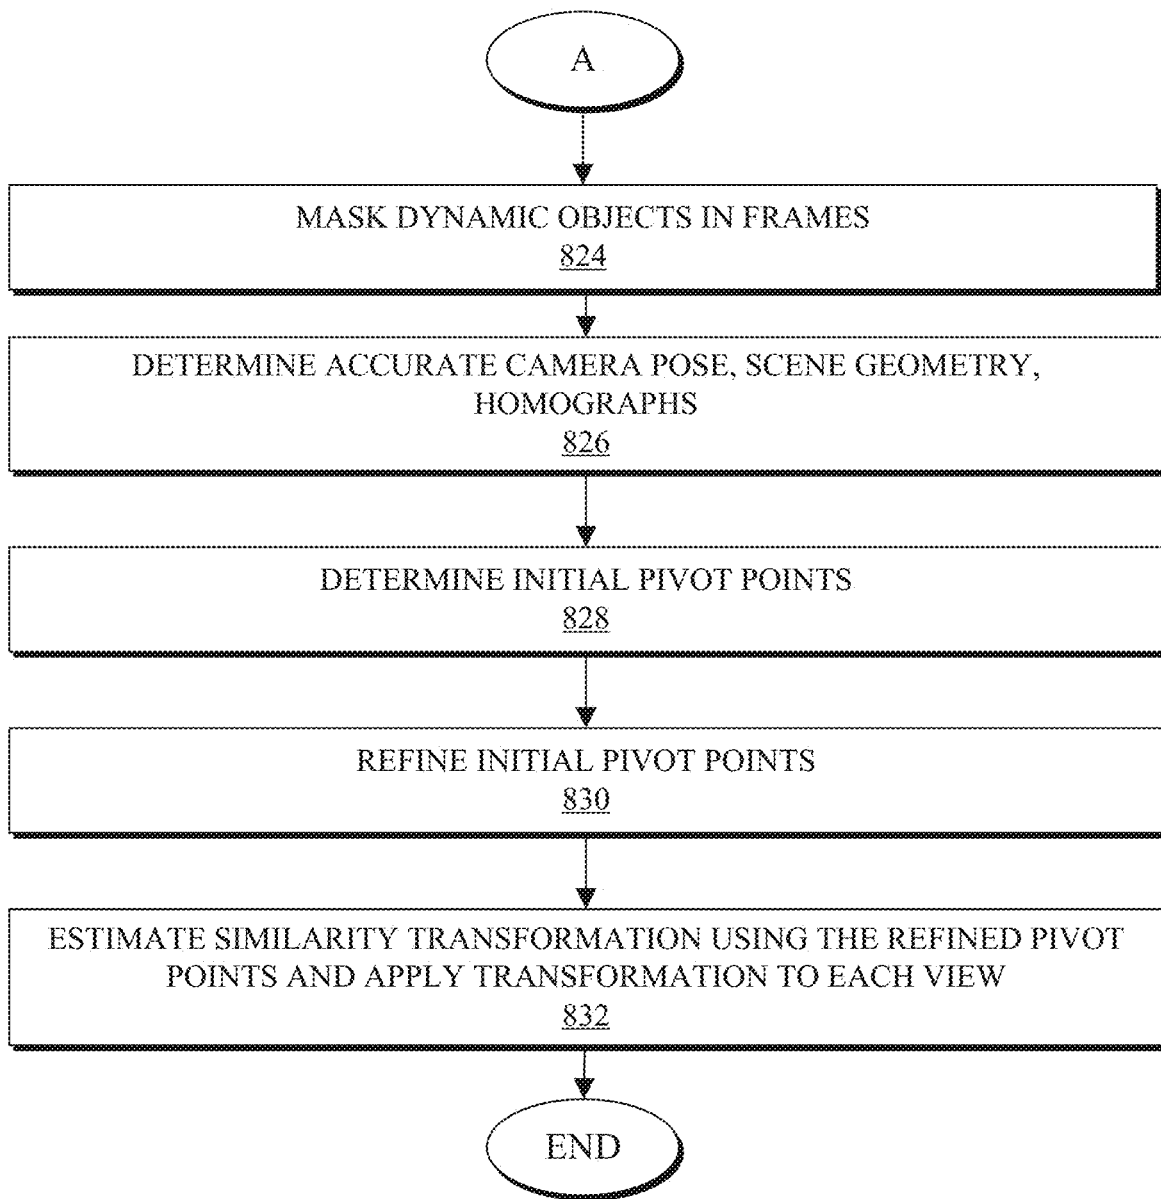 A
MASK DYNAMIC OBJECTS IN FRAMES
824
DETERMINE ACCURATE CAMERA POSE, SCENE GEOMETRY,
HOMOGRAPHS
826
DETERMINE INITIAL PIVOT POINTS
828
REFINE INITIAL PIVOT POINTS
830
ESTIMATE SIMILARITY TRANSFORMATION USING THE REFINED PIVOT
POINTS AND APPLY TRANSFORMATION TO EACH VIEW
832
END